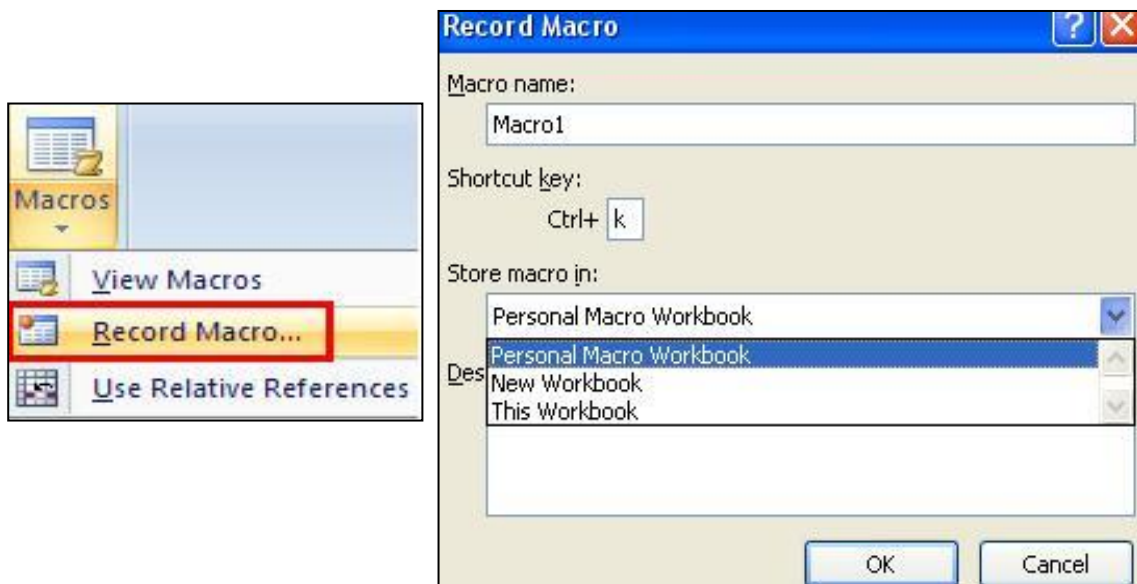 Macros
View Macros
Record Macro...
Use Relative References
Record Macro
?
Macro name:
Macro1
Shortcut key:
Ctrl+ k
Store macro in:
Personal Macro Workbook
Personal Macro Workbook
Des
New Workbook
This Workbook
OK Cancel